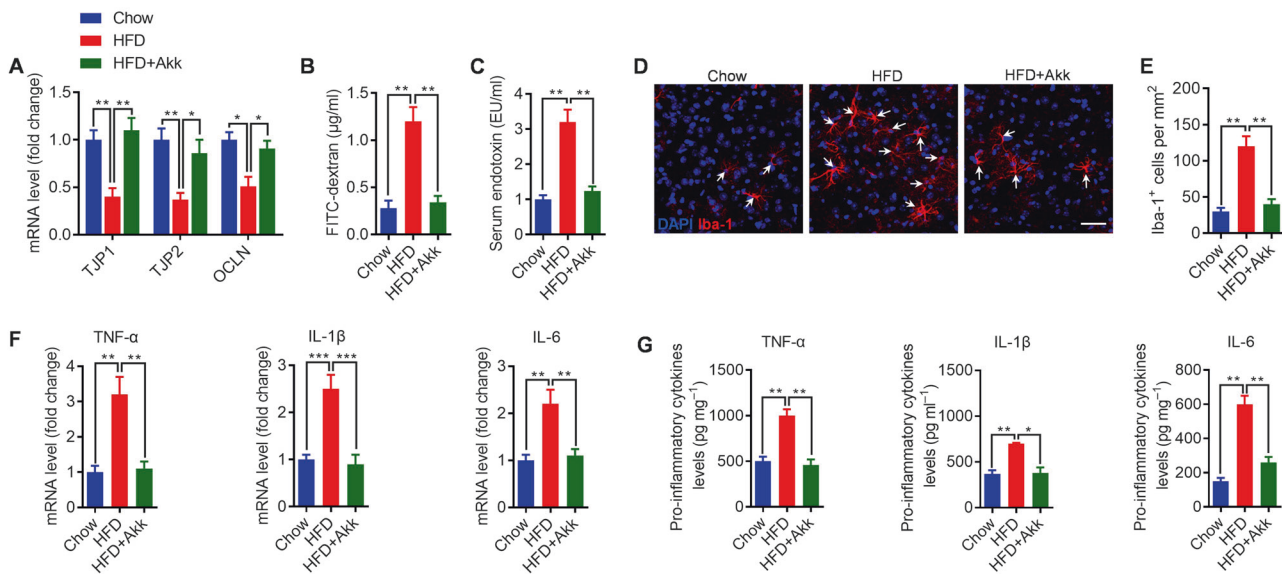 Chow
HFD
HFD+Akk
A
mRNA level (fold change)
1.5
1.0
0.5
0.0
** ** ** * * *
TJP1
TJP2
OCLN
B
FITC-dextran (μg/ml)
2.0
1.5
1.0
0.5
0.0
** **
Chow
HFD
HFD+Akk
C
Serum endotoxin (EU/ml)
5
4
3
2
1
0
** **
Chow
HFD
HFD+Akk
D
Chow
HFD
HFD+Akk
DAPI Iba-1
E
Iba-1⁺ cells per mm²
200
150
100
50
0
** **
Chow
HFD
HFD+Akk
F
TNF-α
mRNA level (fold change)
5
4
3
2
1
0
** **
Chow
HFD
HFD+Akk
IL-1β
mRNA level (fold change)
3
2
1
0
*** ***
Chow
HFD
HFD+Akk
IL-6
mRNA level (fold change)
4
3
2
1
0
** **
Chow
HFD
HFD+Akk
G
TNF-α
Pro-inflammatory cytokines
levels (pg mg⁻¹)
1500
1000
500
0
** **
Chow
HFD
HFD+Akk
IL-1β
Pro-inflammatory cytokines
levels (pg ml⁻¹)
1500
1000
500
0
** *
Chow
HFD
HFD+Akk
IL-6
Pro-inflammatory cytokines
levels (pg mg⁻¹)
800
600
400
200
0
** **
Chow
HFD
HFD+Akk